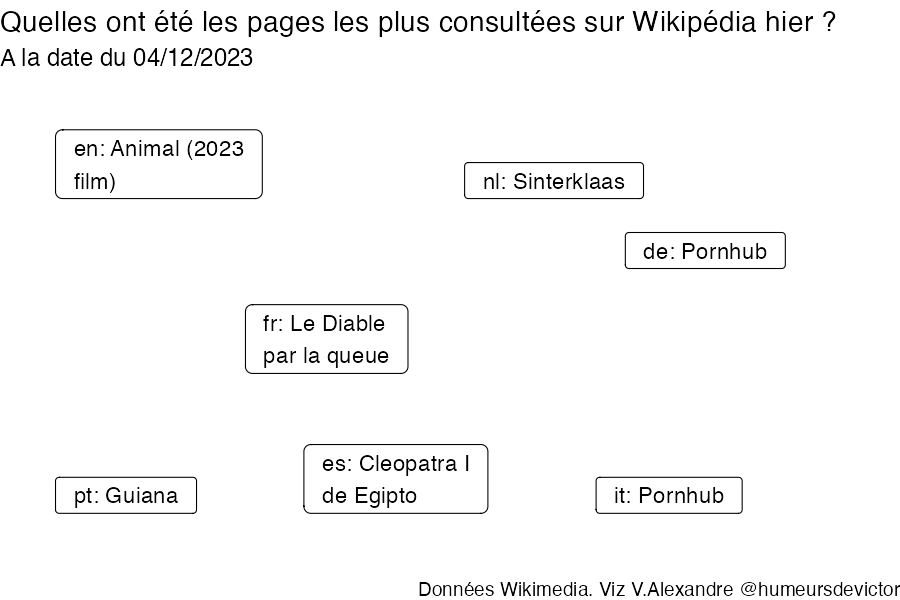 Quelles ont été les pages les plus consultées sur Wikipédia hier ?
A la date du 04/12/2023
en: Animal (2023
film)
nl: Sinterklaas
de: Pornhub
fr: Le Diable
par la queue
es: Cleopatra I
de Egipto
pt: Guiana
it: Pornhub
Données Wikimedia. Viz V.Alexandre @humeursdevictor